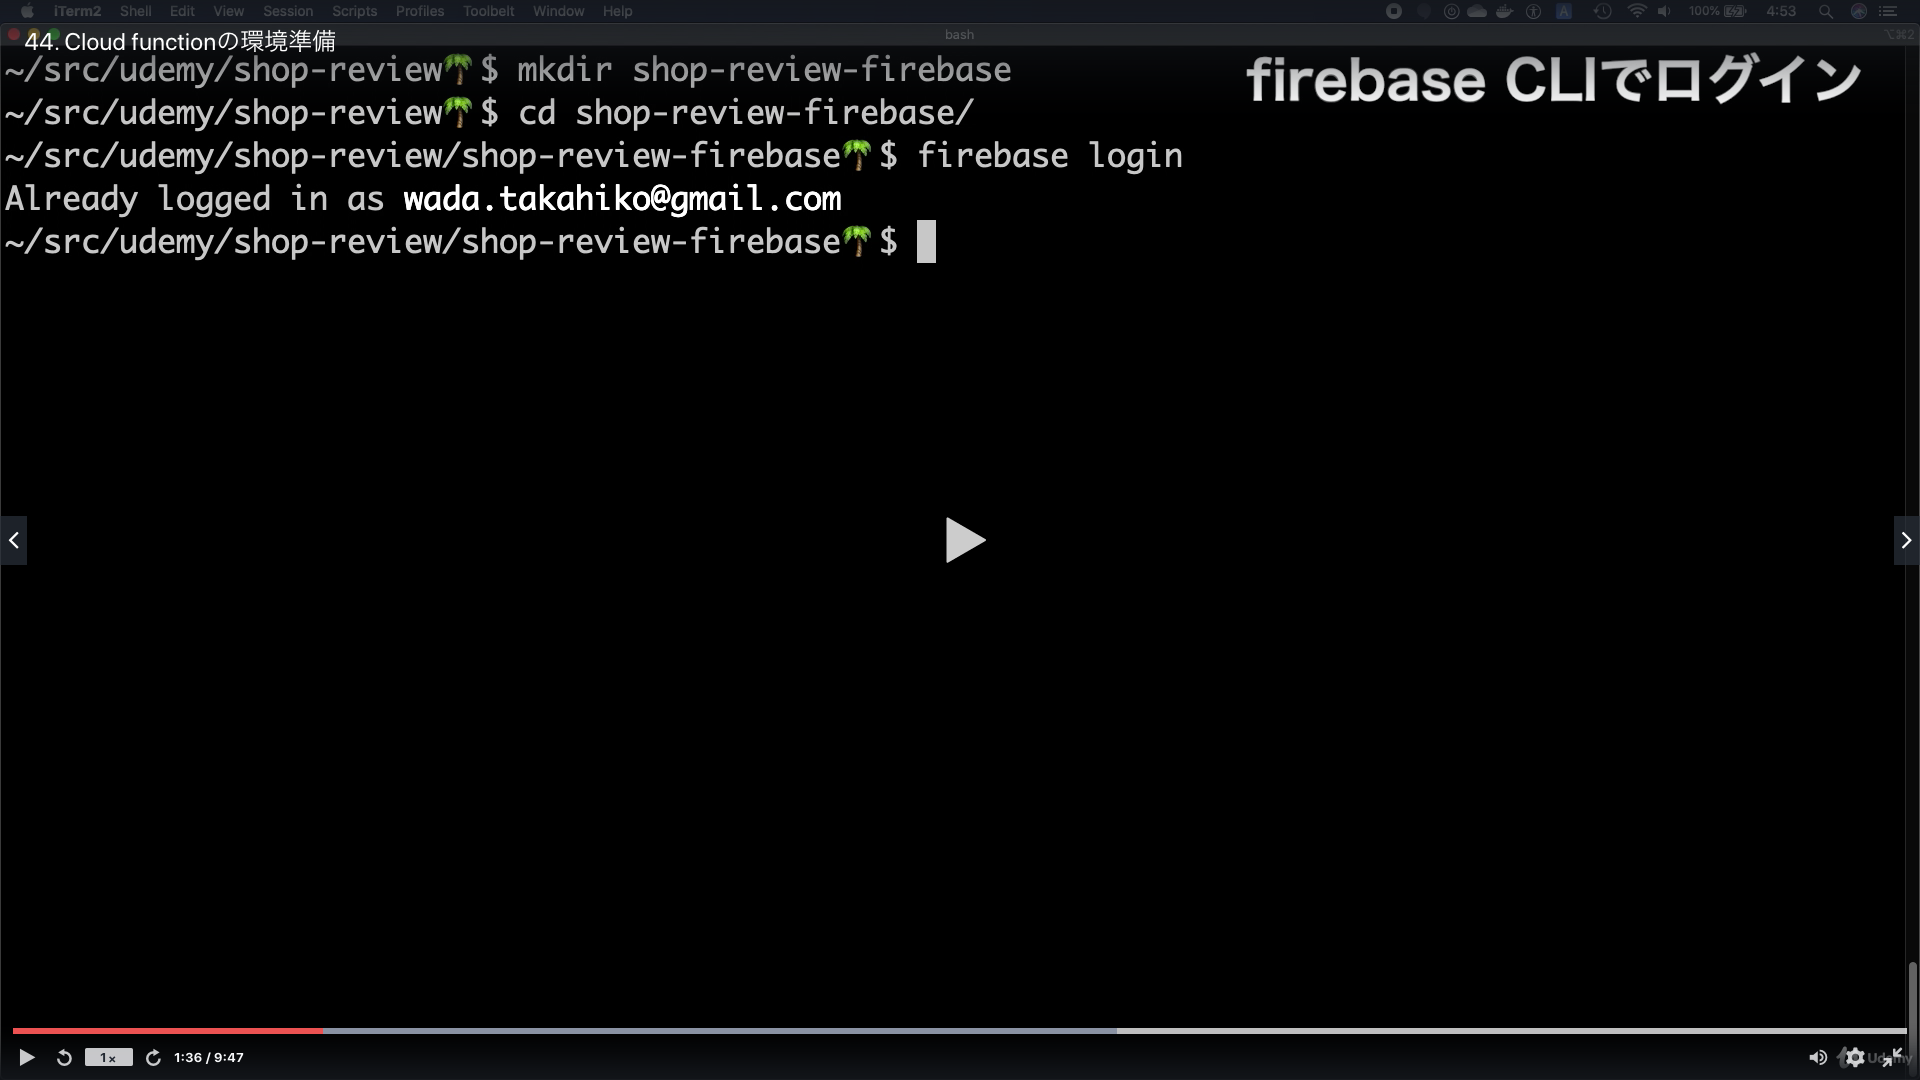 iTerm2 Shell Edit View Session Scripts Profiles Toolbelt Window Help 100% 4:53
bash ⌥⌘2
44. Cloud functionの環境準備
firebase CLIでログイン
~/src/udemy/shop-review🌴$ mkdir shop-review-firebase
~/src/udemy/shop-review🌴$ cd shop-review-firebase/
~/src/udemy/shop-review/shop-review-firebase🌴$ firebase login
Already logged in as wada.takahiko@gmail.com
~/src/udemy/shop-review/shop-review-firebase🌴$
1x 1:36 / 9:47
Udemy